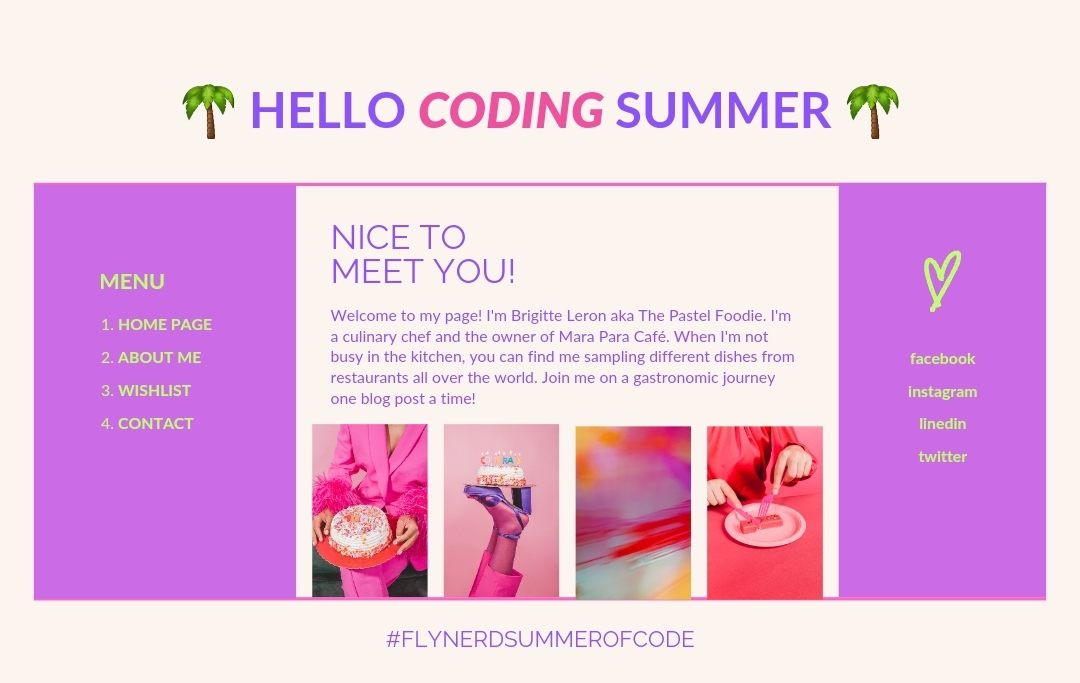 HELLO CODING SUMMER
MENU
1. HOME PAGE
2. ABOUT ME
3. WISHLIST
4. CONTACT
NICE TO
MEET YOU!
Welcome to my page! I'm Brigitte Leron aka The Pastel Foodie. I'm
a culinary chef and the owner of Mara Para Café. When I'm not
busy in the kitchen, you can find me sampling different dishes from
restaurants all over the world. Join me on a gastronomic journey
one blog post a time!
facebook
instagram
linedin
twitter
#FLYNERDSUMMEROFCODE